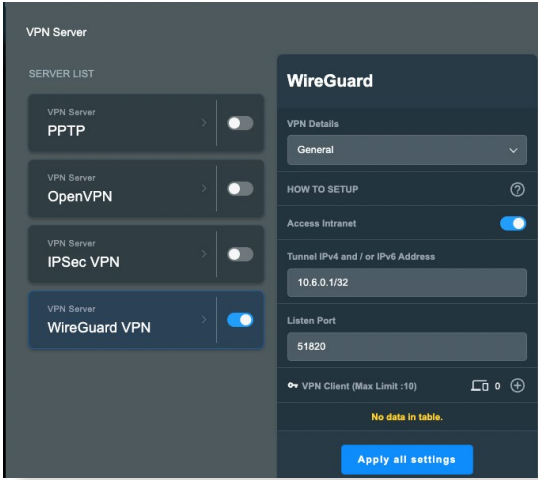 VPN Server
SERVER LIST
VPN Server
PPTP
VPN Server
OpenVPN
VPN Server
IPSec VPN
VPN Server
WireGuard VPN
WireGuard
VPN Details
General
HOW TO SETUP
Access Intranet
Tunnel IPv4 and / or IPv6 Address
10.6.0.1/32
Listen Port
51820
VPN Client (Max Limit :10) 0
No data in table.
Apply all settings